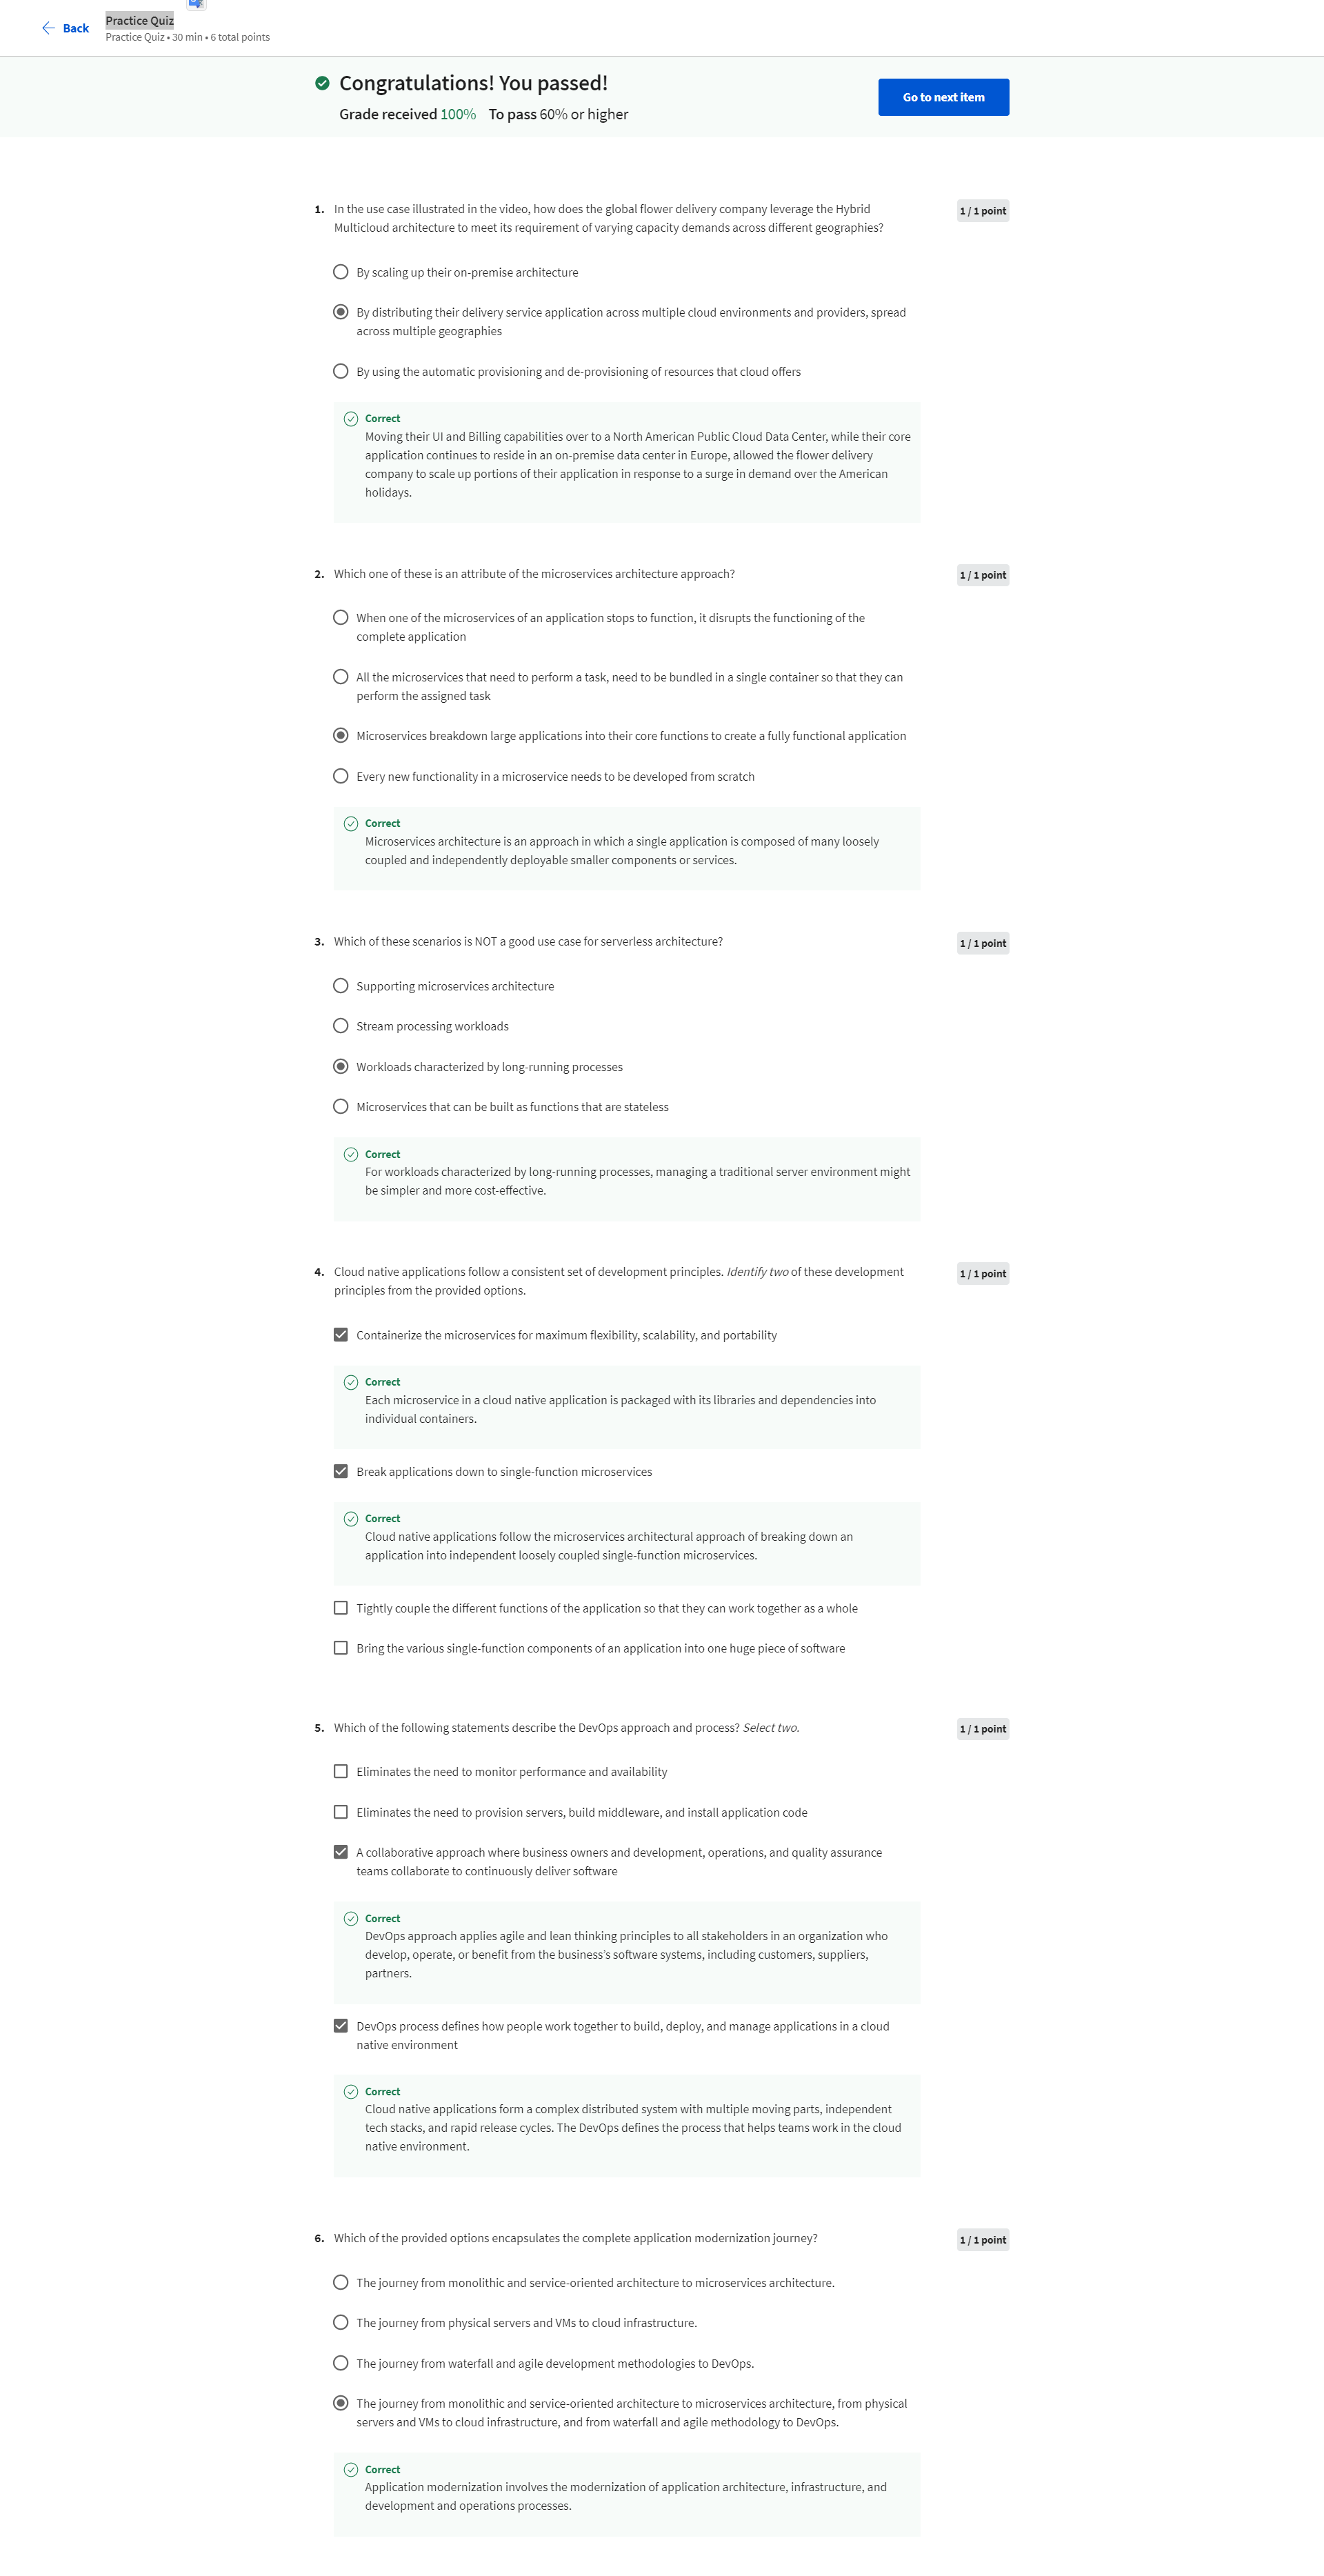 Back
Practice Quiz
Practice Quiz • 30 min • 6 total points
Congratulations! You passed!
Grade received 100% To pass 60% or higher
Go to next item
1. In the use case illustrated in the video, how does the global flower delivery company leverage the Hybrid
Multicloud architecture to meet its requirement of varying capacity demands across different geographies?
1 / 1 point
By scaling up their on-premise architecture
By distributing their delivery service application across multiple cloud environments and providers, spread
across multiple geographies
By using the automatic provisioning and de-provisioning of resources that cloud offers
Correct
Moving their UI and Billing capabilities over to a North American Public Cloud Data Center, while their core
application continues to reside in an on-premise data center in Europe, allowed the flower delivery
company to scale up portions of their application in response to a surge in demand over the American
holidays.
2. Which one of these is an attribute of the microservices architecture approach?
1 / 1 point
When one of the microservices of an application stops to function, it disrupts the functioning of the
complete application
All the microservices that need to perform a task, need to be bundled in a single container so that they can
perform the assigned task
Microservices breakdown large applications into their core functions to create a fully functional application
Every new functionality in a microservice needs to be developed from scratch
Correct
Microservices architecture is an approach in which a single application is composed of many loosely
coupled and independently deployable smaller components or services.
3. Which of these scenarios is NOT a good use case for serverless architecture?
1 / 1 point
Supporting microservices architecture
Stream processing workloads
Workloads characterized by long-running processes
Microservices that can be built as functions that are stateless
Correct
For workloads characterized by long-running processes, managing a traditional server environment might
be simpler and more cost-effective.
4. Cloud native applications follow a consistent set of development principles. Identify two of these development
principles from the provided options.
1 / 1 point
Containerize the microservices for maximum flexibility, scalability, and portability
Correct
Each microservice in a cloud native application is packaged with its libraries and dependencies into
individual containers.
Break applications down to single-function microservices
Correct
Cloud native applications follow the microservices architectural approach of breaking down an
application into independent loosely coupled single-function microservices.
Tightly couple the different functions of the application so that they can work together as a whole
Bring the various single-function components of an application into one huge piece of software
5. Which of the following statements describe the DevOps approach and process? Select two.
1 / 1 point
Eliminates the need to monitor performance and availability
Eliminates the need to provision servers, build middleware, and install application code
A collaborative approach where business owners and development, operations, and quality assurance
teams collaborate to continuously deliver software
Correct
DevOps approach applies agile and lean thinking principles to all stakeholders in an organization who
develop, operate, or benefit from the business's software systems, including customers, suppliers,
partners.
DevOps process defines how people work together to build, deploy, and manage applications in a cloud
native environment
Correct
Cloud native applications form a complex distributed system with multiple moving parts, independent
tech stacks, and rapid release cycles. The DevOps defines the process that helps teams work in the cloud
native environment.
6. Which of the provided options encapsulates the complete application modernization journey?
1 / 1 point
The journey from monolithic and service-oriented architecture to microservices architecture.
The journey from physical servers and VMs to cloud infrastructure.
The journey from waterfall and agile development methodologies to DevOps.
The journey from monolithic and service-oriented architecture to microservices architecture, from physical
servers and VMs to cloud infrastructure, and from waterfall and agile methodology to DevOps.
Correct
Application modernization involves the modernization of application architecture, infrastructure, and
development and operations processes.